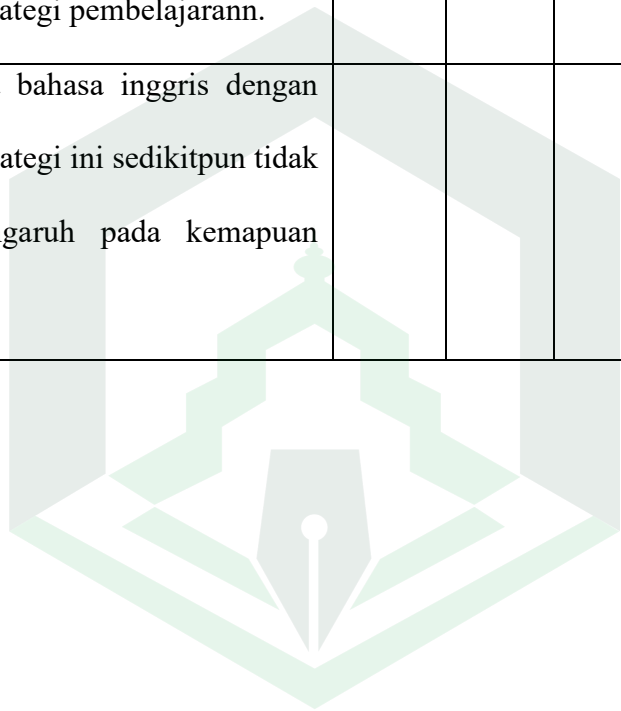 ategi pembelajarann.
bahasa inggris dengan
ategi ini sedikitpun tidak
garuh pada kemapuan